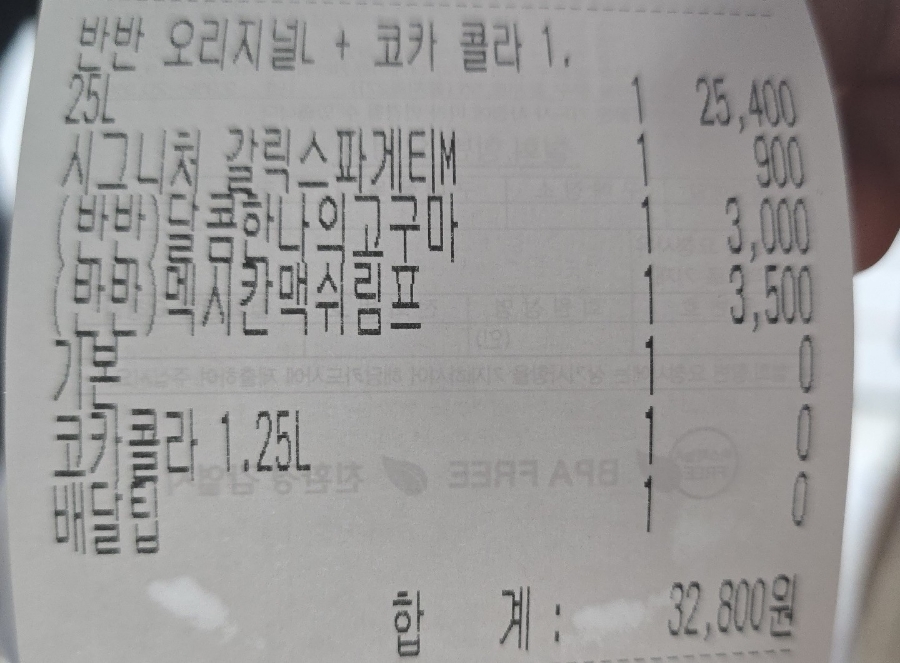 반반 오리지널L + 코카 콜라 1.
25L 1 25,400
시그니쳐 갈릭스파게티M 1 900
(반반)달콤한나의고구마 1 3,000
(반반)멕시칸맥쉬림프 1 3,500
기본 1 0
코카콜라 1.25L 1 0
배달팁 1 0
합 계 : 32,800원